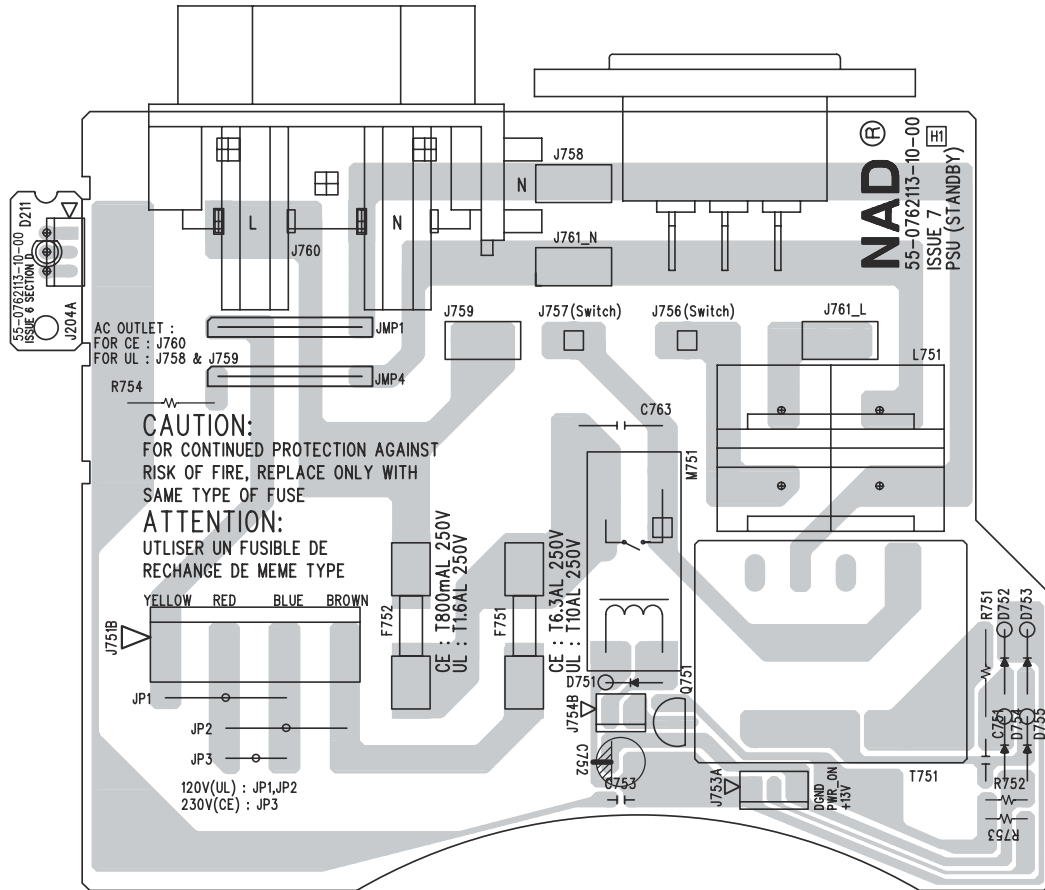 J758
N
NAD ®
55-0762113-10-00
ISSUE 7
PSU (STANDBY)
H1
D211
55-0762113-10-00
ISSUE 6 SECTION D
J204A
L
N
J760
J761_N
AC OUTLET :
FOR CE : J760
FOR UL : J758 & J759
JMP1
J759
J757(Switch)
J756(Switch)
J761_L
L751
JMP4
R754
C763
M751
CAUTION:
FOR CONTINUED PROTECTION AGAINST
RISK OF FIRE, REPLACE ONLY WITH
SAME TYPE OF FUSE
ATTENTION:
UTLISER UN FUSIBLE DE
RECHANGE DE MEME TYPE
YELLOW RED BLUE BROWN
J751B
F752
CE : T800mAL 250V
UL : T1.6AL 250V
F751
CE : T6.3AL 250V
UL : T10AL 250V
R751
D752
D753
D751
Q751
J754B
JP1
JP2
JP3
C751
D754
D755
C752
C753
J753A
DGND
PWR_ON
+13V
T751
R752
R753
120V(UL) : JP1,JP2
230V(CE) : JP3